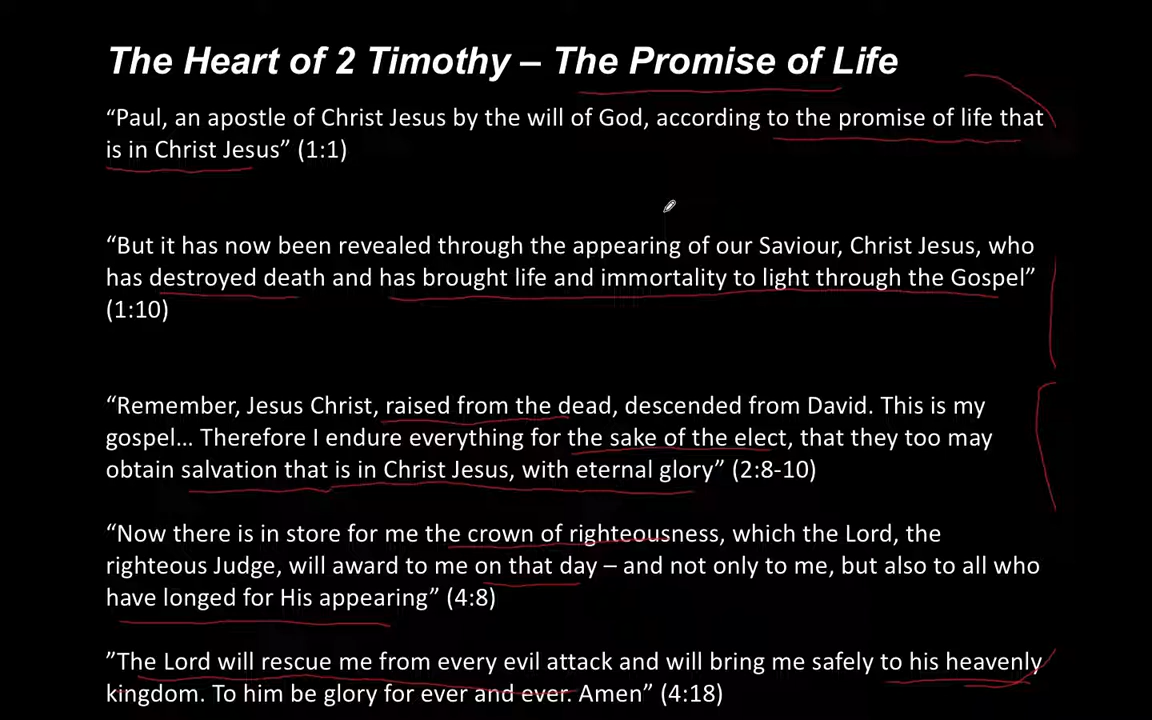 The Heart of 2 Timothy – The Promise of Life
“Paul, an apostle of Christ Jesus by the will of God, according to the promise of life that
is in Christ Jesus” (1:1)
“But it has now been revealed through the appearing of our Saviour, Christ Jesus, who
has destroyed death and has brought life and immortality to light through the Gospel”
(1:10)
“Remember, Jesus Christ, raised from the dead, descended from David. This is my
gospel… Therefore I endure everything for the sake of the elect, that they too may
obtain salvation that is in Christ Jesus, with eternal glory” (2:8-10)
“Now there is in store for me the crown of righteousness, which the Lord, the
righteous Judge, will award to me on that day – and not only to me, but also to all who
have longed for His appearing” (4:8)
”The Lord will rescue me from every evil attack and will bring me safely to his heavenly
kingdom. To him be glory for ever and ever. Amen” (4:18)